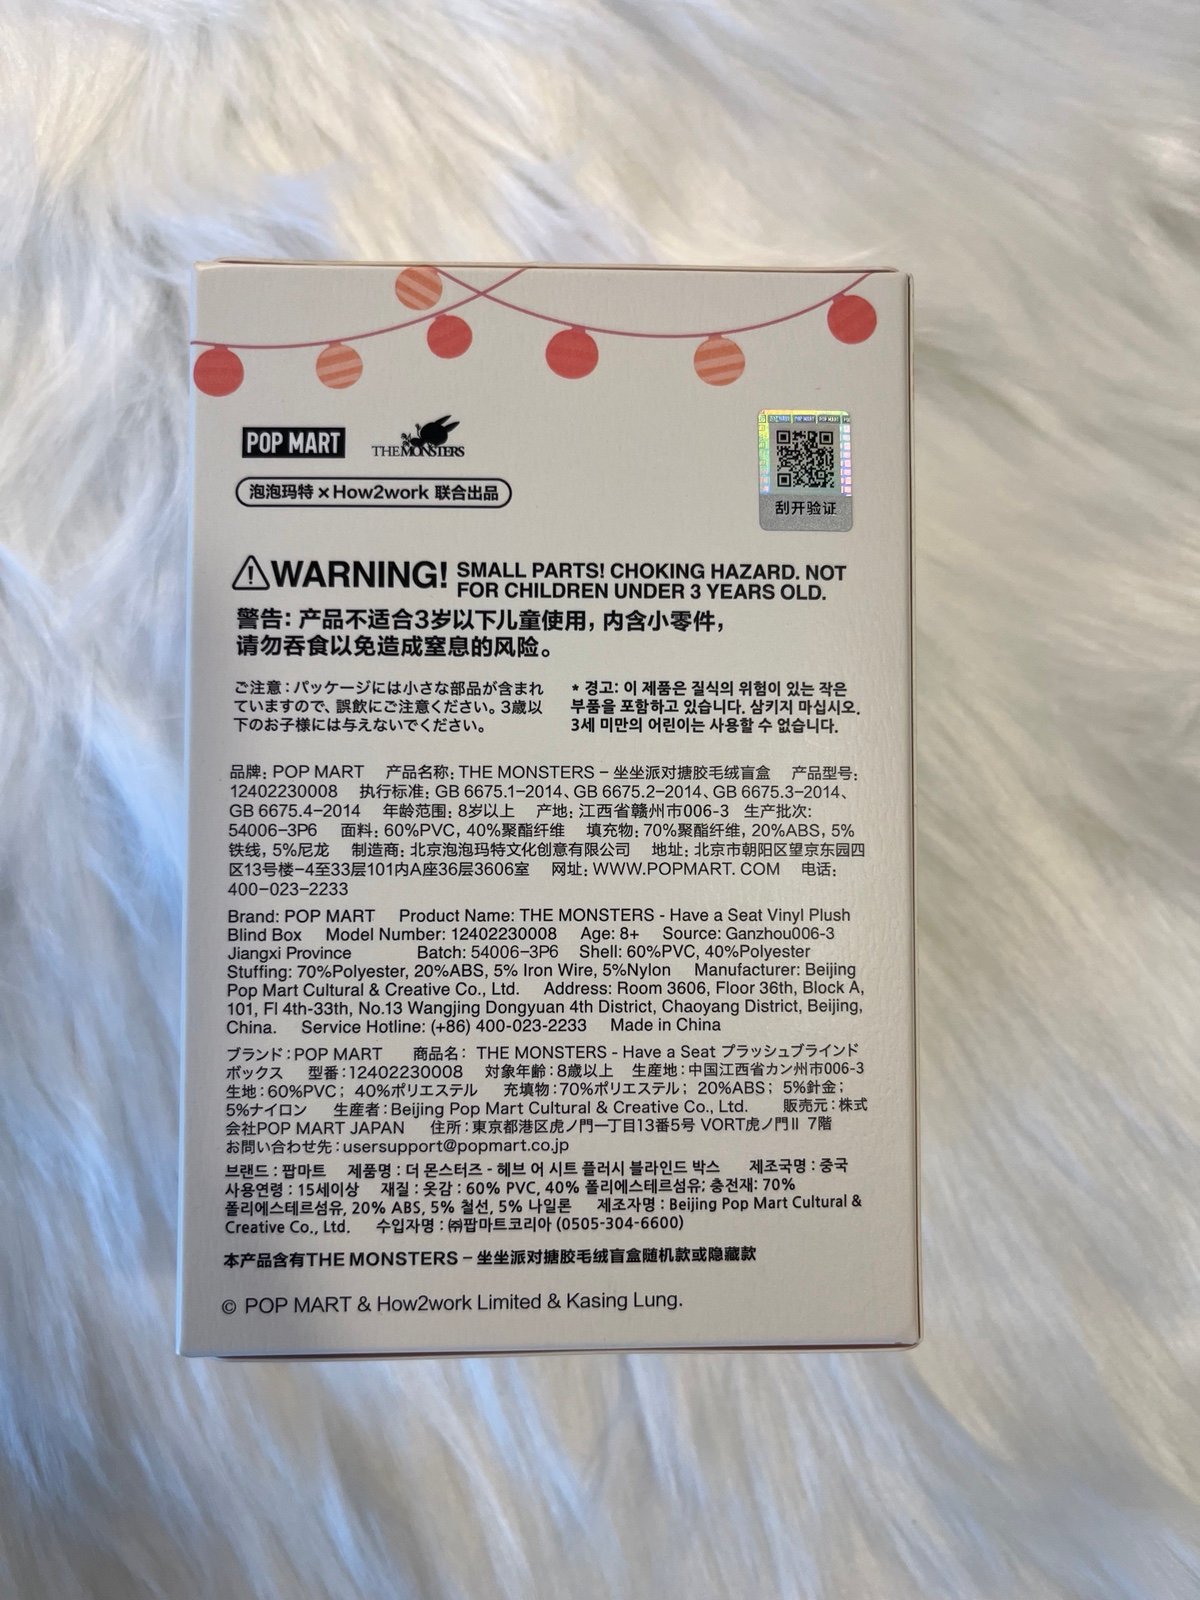 POP MART
THE MONSTERS
泡泡玛特 × How2work 联合出品
刮开验证
WARNING! SMALL PARTS! CHOKING HAZARD. NOT
FOR CHILDREN UNDER 3 YEARS OLD.
警告: 产品不适合3岁以下儿童使用, 内含小零件,
请勿吞食以免造成窒息的风险。
ご注意：パッケージには小さな部品が含まれ
ていますので、誤飲にご注意ください。3歳以
下のお子様には与えないでください。
* 경고: 이 제품은 질식의 위험이 있는 작은
부품을 포함하고 있습니다. 삼키지 마십시오.
3세 미만의 어린이는 사용할 수 없습니다.
品牌: POP MART 产品名称: THE MONSTERS – 坐坐派对搪胶毛绒盲盒 产品型号:
12402230008 执行标准: GB 6675.1–2014、GB 6675.2–2014、GB 6675.3–2014、
GB 6675.4–2014 年龄范围: 8岁以上 产地: 江西省赣州市006-3 生产批次:
54006–3P6 面料: 60%PVC, 40%聚酯纤维 填充物: 70%聚酯纤维, 20%ABS, 5%
铁线, 5%尼龙 制造商: 北京泡泡玛特文化创意有限公司 地址: 北京市朝阳区望京东园四
区13号楼–4至33层101内A座36层3606室 网址: WWW.POPMART. COM 电话:
400–023–2233
Brand: POP MART Product Name: THE MONSTERS - Have a Seat Vinyl Plush
Blind Box Model Number: 12402230008 Age: 8+ Source: Ganzhou006-3
Jiangxi Province Batch: 54006–3P6 Shell: 60%PVC, 40%Polyester
Stuffing: 70%Polyester, 20%ABS, 5% Iron Wire, 5%Nylon Manufacturer: Beijing
Pop Mart Cultural & Creative Co., Ltd. Address: Room 3606, Floor 36th, Block A,
101, Fl 4th-33th, No.13 Wangjing Dongyuan 4th District, Chaoyang District, Beijing,
China. Service Hotline: (+86) 400-023-2233 Made in China
ブランド：POP MART 商品名： THE MONSTERS - Have a Seat プラッシュブラインド
ボックス 型番：12402230008 対象年齢：8歳以上 生産地：中国江西省カン州市006-3
生地：60%PVC； 40%ポリエステル 充填物：70%ポリエステル； 20%ABS； 5%針金；
5%ナイロン 生産者：Beijing Pop Mart Cultural & Creative Co., Ltd. 販売元：株式
会社POP MART JAPAN 住所：東京都港区虎ノ門一丁目13番5号 VORT虎ノ門Ⅱ 7階
お問い合わせ先：usersupport@popmart.co.jp
브랜드 : 팝마트 제품명 : 더 몬스터즈 - 헤브 어 시트 플러시 블라인드 박스 제조국명 : 중국
사용연령 : 15세이상 재질 : 옷감 : 60% PVC, 40% 폴리에스테르섬유; 충전재: 70%
폴리에스테르섬유, 20% ABS, 5% 철선, 5% 나일론 제조자명 : Beijing Pop Mart Cultural &
Creative Co., Ltd. 수입자명 : ㈜팝마트코리아 (0505-304-6600)
本产品含有THE MONSTERS – 坐坐派对搪胶毛绒盲盒随机款或隐藏款
© POP MART & How2work Limited & Kasing Lung.